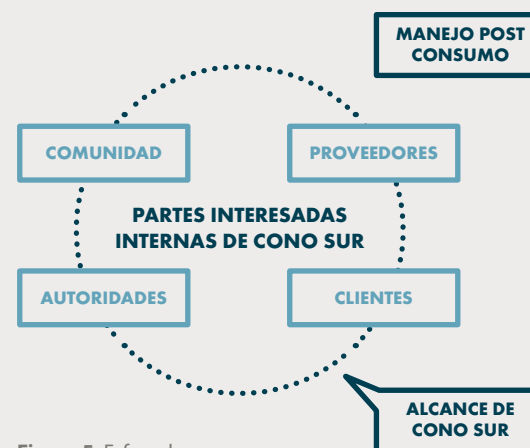 MANEJO POST
CONSUMO
COMUNIDAD
PROVEEDORES
PARTES INTERESADAS
INTERNAS DE CONO SUR
AUTORIDADES
CLIENTES
ALCANCE DE
CONO SUR